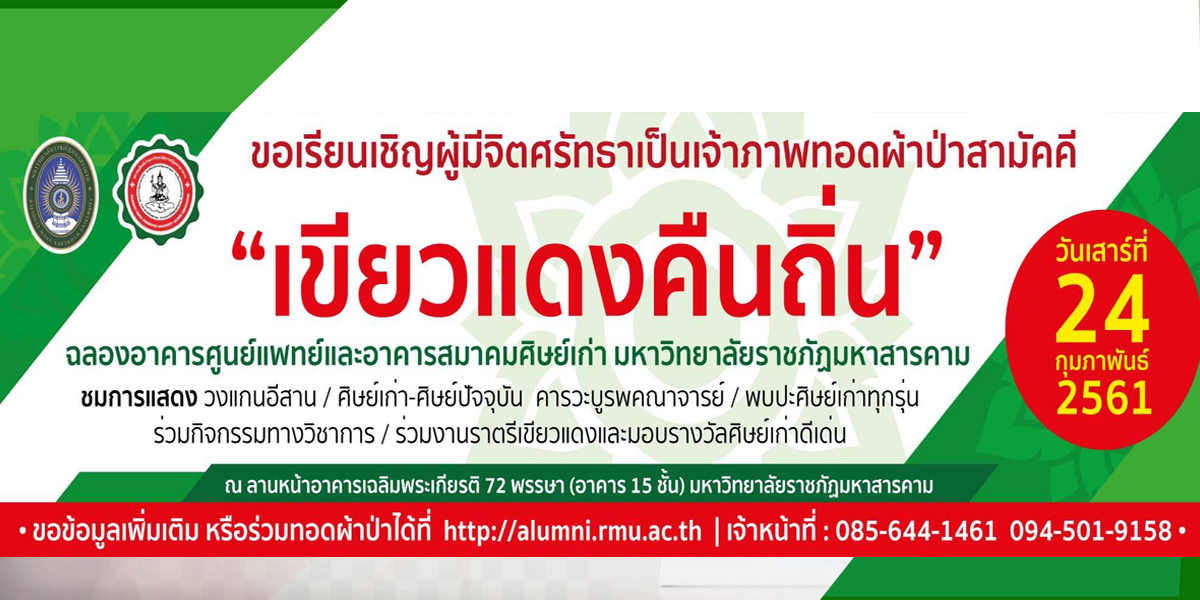 ขอเรียนเชิญผู้มีจิตศรัทธาเป็นเจ้าภาพทอดผ้าป่าสามัคคี
“เขียวแดงคืนถิ่น”
ฉลองอาคารศูนย์แพทย์และอาคารสมาคมศิษย์เก่า มหาวิทยาลัยราชภัฏมหาสารคาม
ชมการแสดง วงแกนอีสาน / ศิษย์เก่า-ศิษย์ปัจจุบัน คารวะบูรพคณาจารย์ / พบปะศิษย์เก่าทุกรุ่น
ร่วมกิจกรรมทางวิชาการ / ร่วมงานราตรีเขียวแดงและมอบรางวัลศิษย์เก่าดีเด่น
วันเสาร์ที่
24
กุมภาพันธ์
2561
ณ ลานหน้าอาคารเฉลิมพระเกียรติ 72 พรรษา (อาคาร 15 ชั้น) มหาวิทยาลัยราชภัฏมหาสารคาม
• ขอข้อมูลเพิ่มเติม หรือร่วมทอดผ้าป่าได้ที่ http://alumni.rmu.ac.th | เจ้าหน้าที่ : 085-644-1461 094-501-9158 •